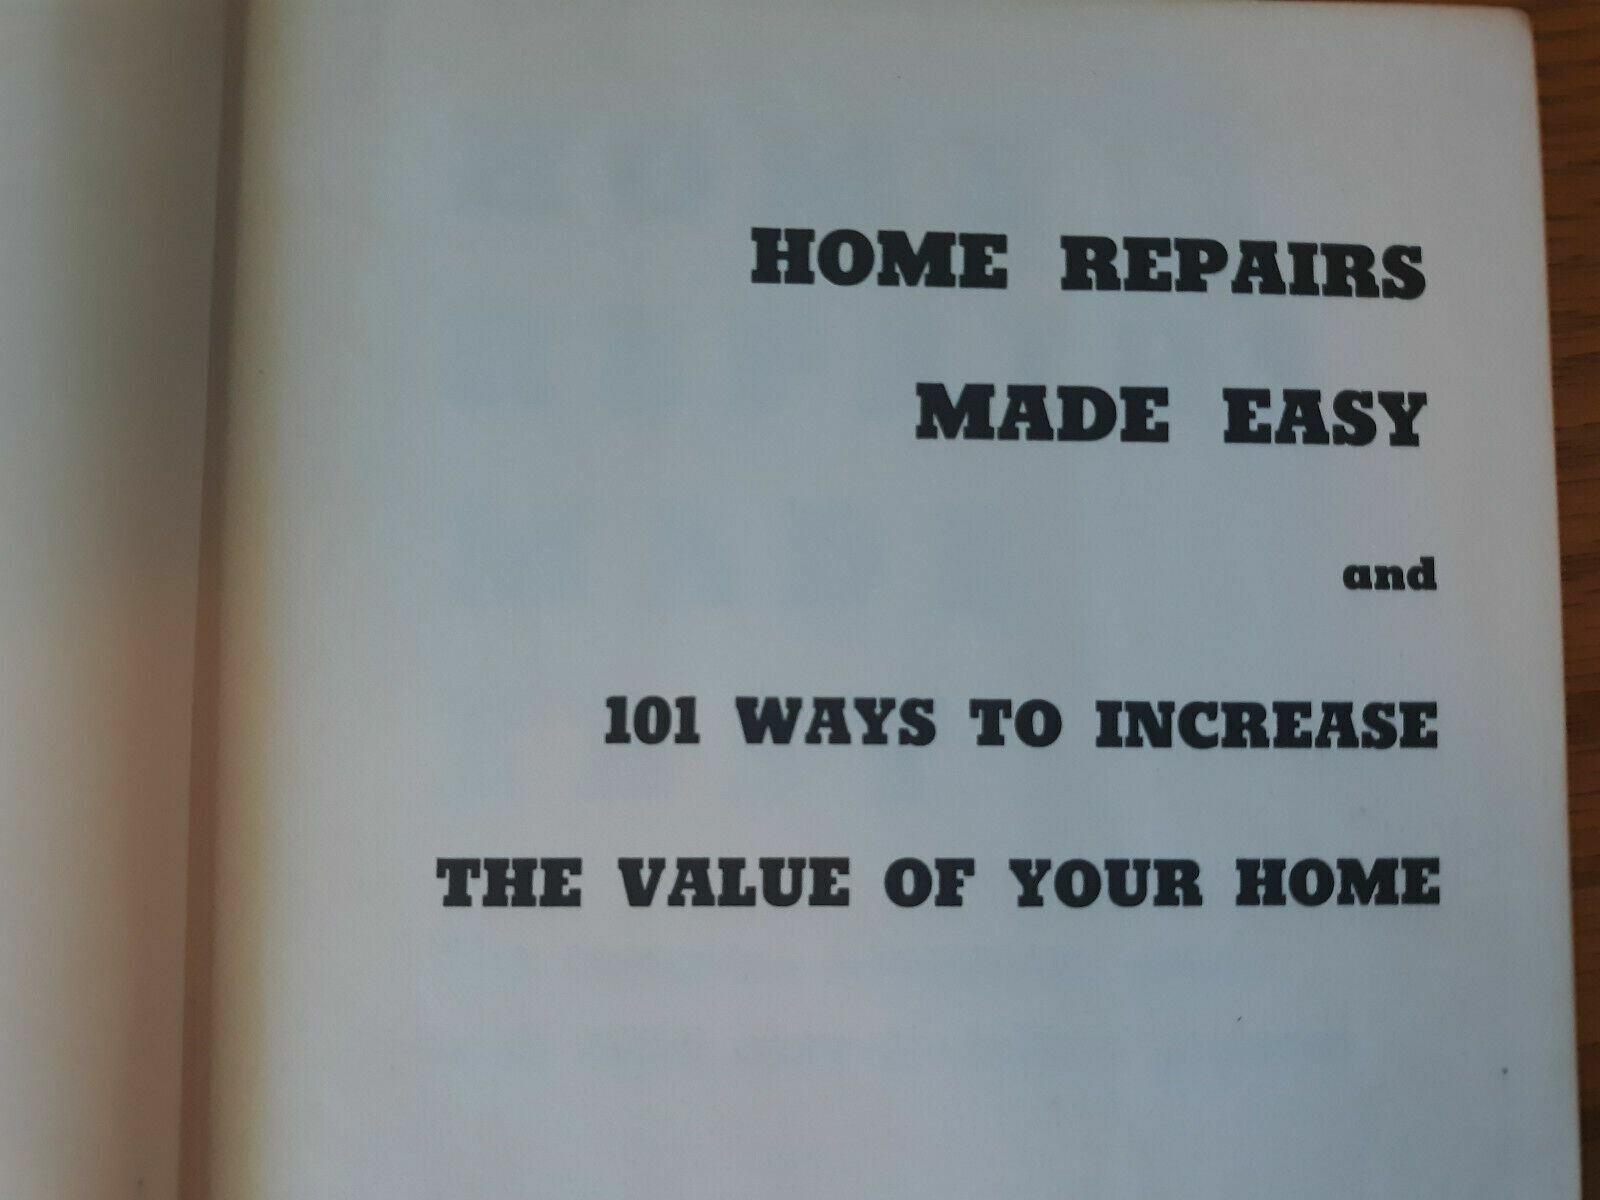 HOME REPAIRS
MADE EASY
and
101 WAYS TO INCREASE
THE VALUE OF YOUR HOME